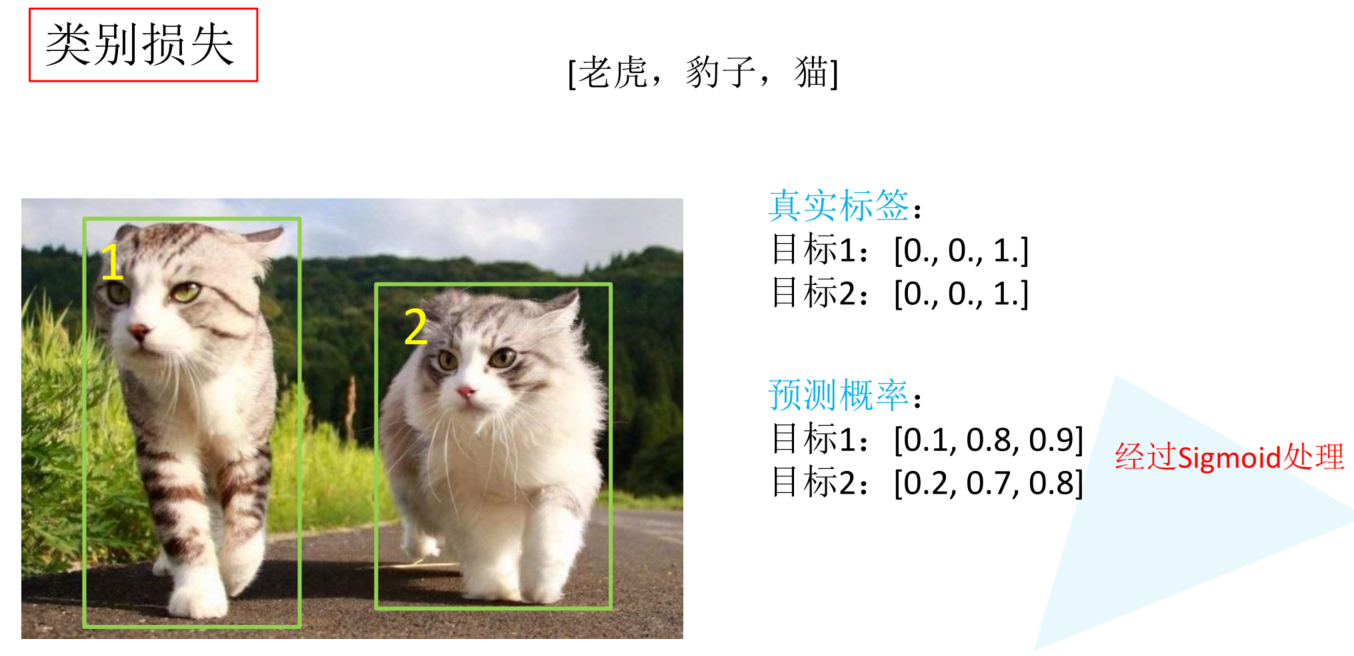 类别损失
[老虎，豹子，猫]
1
2
真实标签：
目标1：[0., 0., 1.]
目标2：[0., 0., 1.]
预测概率：
目标1：[0.1, 0.8, 0.9]
目标2：[0.2, 0.7, 0.8]
经过Sigmoid处理